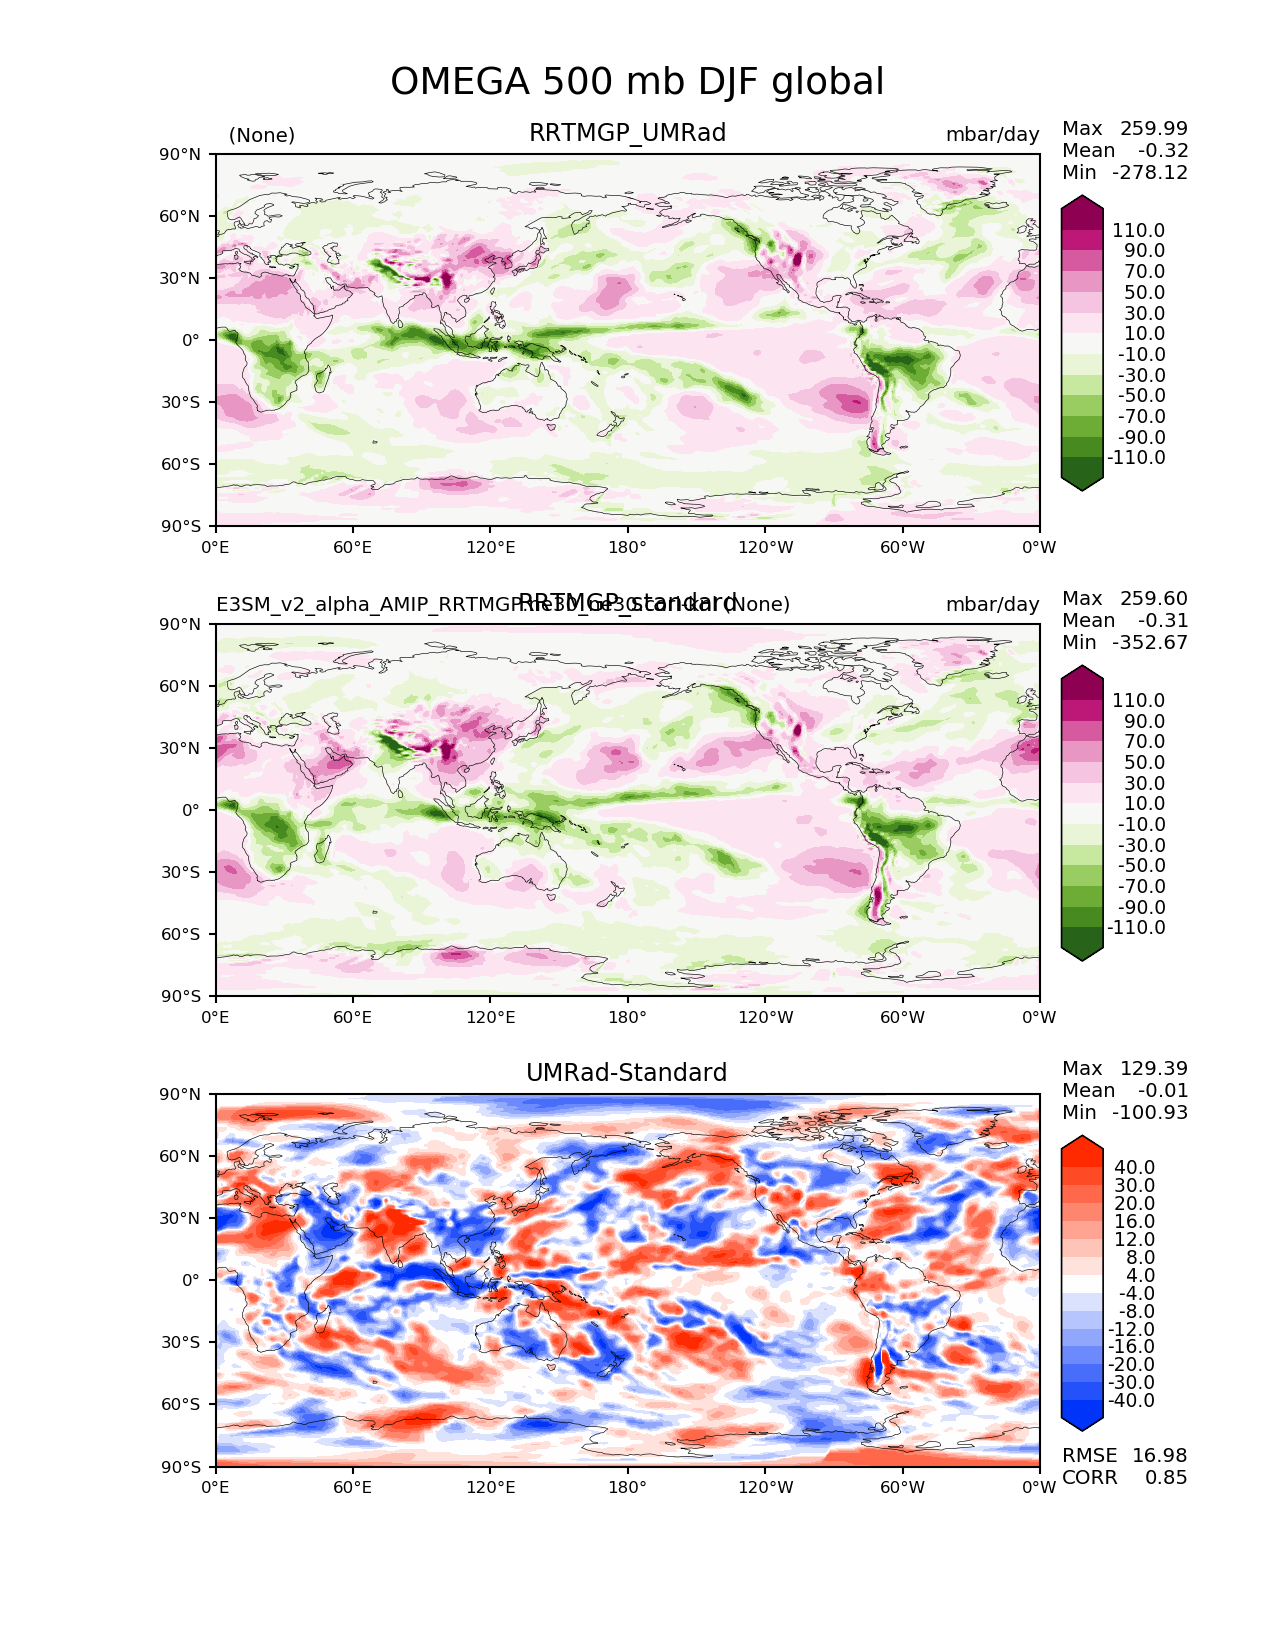 OMEGA 500 mb DJF global
(None) RRTMGP_UMRad mbar/day
Max 259.99
Mean -0.32
Min -278.12
90°N
60°N
30°N
0°
30°S
60°S
90°S
0°E 60°E 120°E 180° 120°W 60°W 0°W
110.0
90.0
70.0
50.0
30.0
10.0
-10.0
-30.0
-50.0
-70.0
-90.0
-110.0
E3SM_v2_alpha_AMIP_RRTMGP (None) RRTMGP_standard mbar/day
Max 259.60
Mean -0.31
Min -352.67
90°N
60°N
30°N
0°
30°S
60°S
90°S
0°E 60°E 120°E 180° 120°W 60°W 0°W
110.0
90.0
70.0
50.0
30.0
10.0
-10.0
-30.0
-50.0
-70.0
-90.0
-110.0
UMRad-Standard
Max 129.39
Mean -0.01
Min -100.93
90°N
60°N
30°N
0°
30°S
60°S
90°S
0°E 60°E 120°E 180° 120°W 60°W 0°W
40.0
30.0
20.0
16.0
12.0
8.0
4.0
-4.0
-8.0
-12.0
-16.0
-20.0
-30.0
-40.0
RMSE 16.98
CORR 0.85